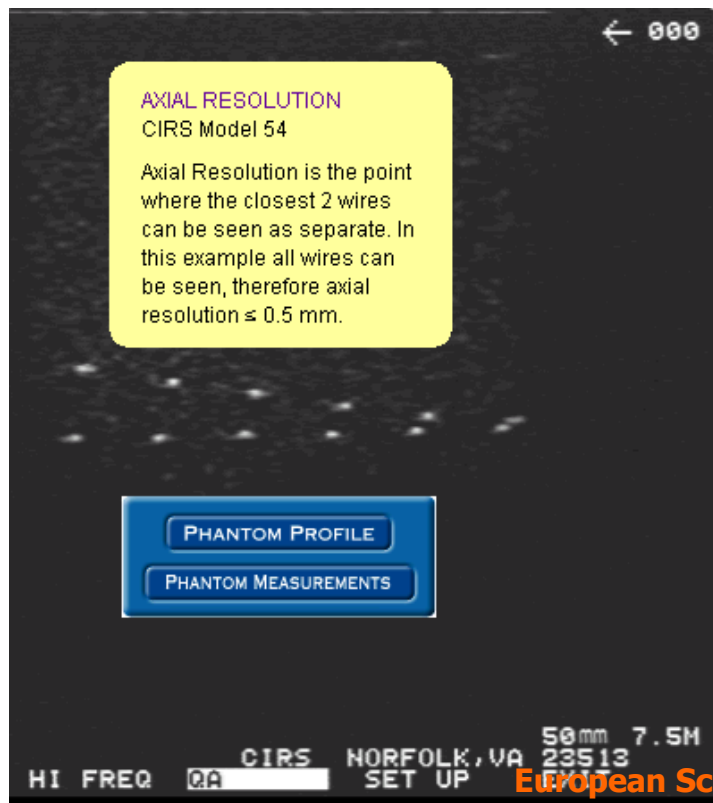 ← 000
AXIAL RESOLUTION
CIRS Model 54
Axial Resolution is the point
where the closest 2 wires
can be seen as separate. In
this example all wires can
be seen, therefore axial
resolution ≤ 0.5 mm.
PHANTOM PROFILE
PHANTOM MEASUREMENTS
50mm 7.5M
CIRS NORFOLK,VA 23513
HI FREQ QA SET UP
European Sc